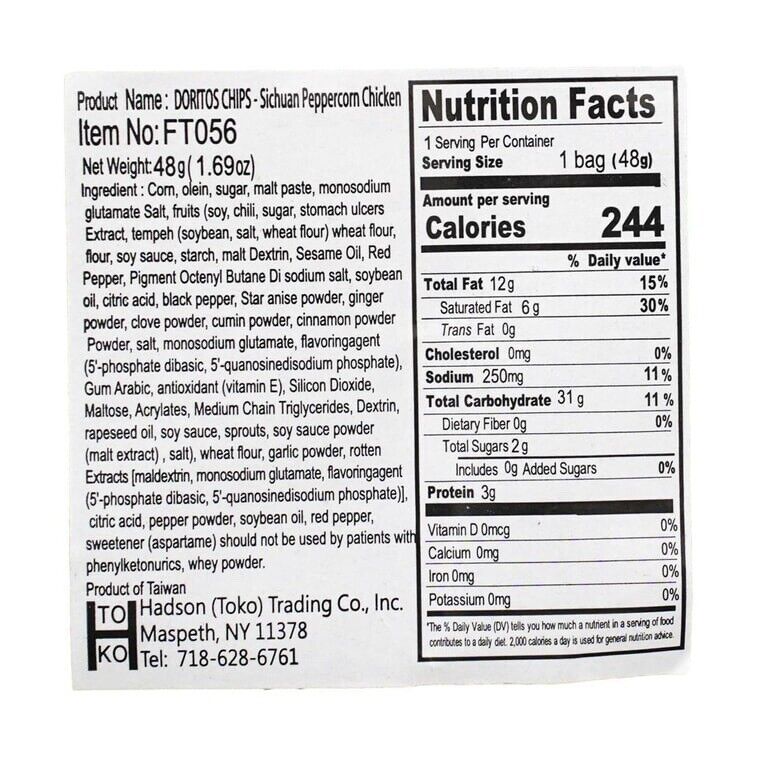 Product Name: DORITOS CHIPS - Sichuan Peppercorn Chicken
Item No: FT056
Net Weight: 48g( 1.69oz)
Ingredient : Corn, olein, sugar, malt paste, monosodium
glutamate Salt, fruits (soy, chili, sugar, stomach ulcers
Extract, tempeh (soybean, salt, wheat flour) wheat flour,
flour, soy sauce, starch, malt Dextrin, Sesame Oil, Red
Pepper, Pigment Octenyl Butane Di sodium salt, soybean
oil, citric acid, black pepper, Star anise powder, ginger
powder, clove powder, cumin powder, cinnamon powder
Powder, salt, monosodium glutamate, flavoringagent
(5'-phosphate dibasic, 5'-quanosinedisodium phosphate),
Gum Arabic, antioxidant (vitamin E), Silicon Dioxide,
Maltose, Acrylates, Medium Chain Triglycerides, Dextrin,
rapeseed oil, soy sauce, sprouts, soy sauce powder
(malt extract) , salt), wheat flour, garlic powder, rotten
Extracts [maldextrin, monosodium glutamate, flavoringagent
(5'-phosphate dibasic, 5'-quanosinedisodium phosphate)],
citric acid, pepper powder, soybean oil, red pepper,
sweetener (aspartame) should not be used by patients with
phenylketonurics, whey powder.
Product of Taiwan
TO
KO
Hadson (Toko) Trading Co., Inc.
Maspeth, NY 11378
Tel: 718-628-6761
Nutrition Facts
1 Serving Per Container
Serving Size 1 bag (48g)
Amount per serving
Calories 244
% Daily value*
Total Fat 12g 15%
Saturated Fat 6g 30%
Trans Fat 0g
Cholesterol 0mg 0%
Sodium 250mg 11%
Total Carbohydrate 31g 11 %
Dietary Fiber 0g 0%
Total Sugars 2g
Includes 0g Added Sugars 0%
Protein 3g
Vitamin D 0mcg 0%
Calcium 0mg 0%
Iron 0mg 0%
Potassium 0mg 0%
*The % Daily Value (DV) tells you how much a nutrient in a serving of food
contributes to a daily diet. 2,000 calories a day is used for general nutrition advice.